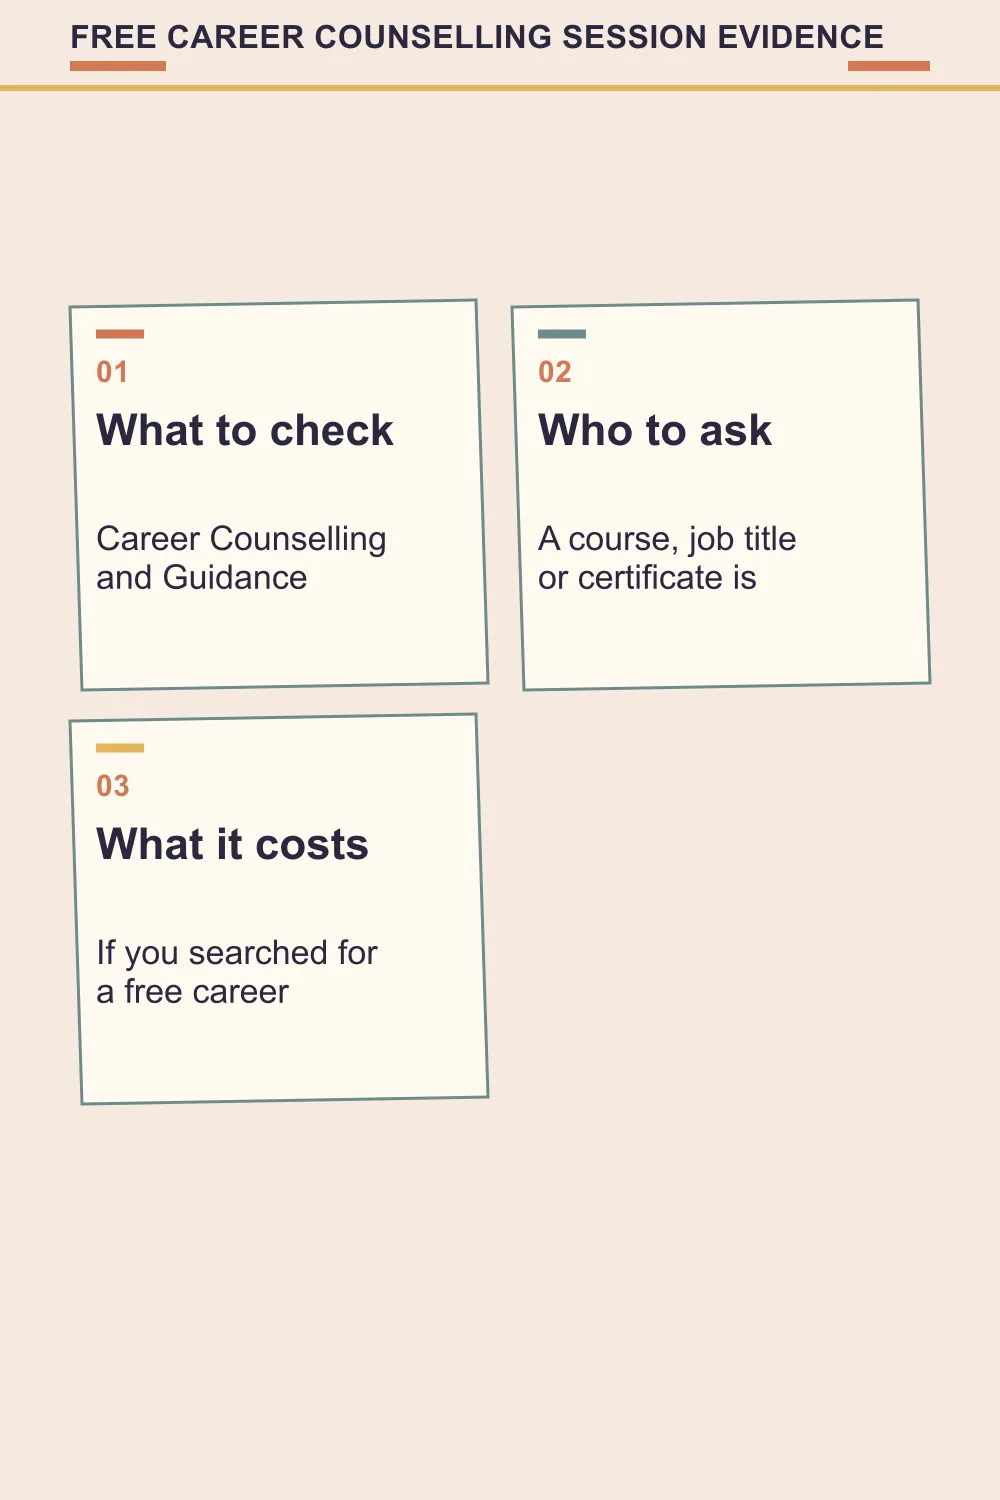 FREE CAREER COUNSELLING SESSION EVIDENCE
01
What to check
Career Counselling
and Guidance
02
Who to ask
A course, job title
or certificate is
03
What it costs
If you searched for
a free career